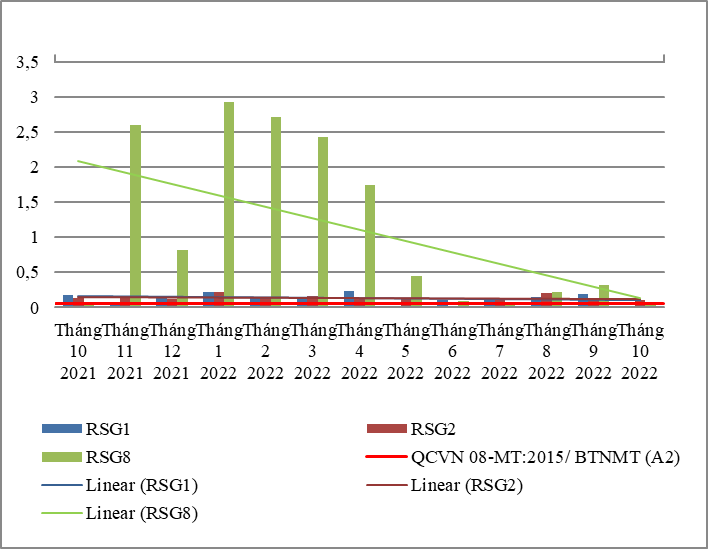 3,5
3
2,5
2
1,5
1
0,5
0
Tháng Tháng Tháng Tháng Tháng Tháng Tháng Tháng Tháng Tháng Tháng Tháng Tháng
10 11 12 1 2 3 4 5 6 7 8 9 10
2021 2021 2021 2022 2022 2022 2022 2022 2022 2022 2022 2022 2022
RSG1 RSG2
RSG8 QCVN 08-MT:2015/ BTNMT (A2)
Linear (RSG1) Linear (RSG2)
Linear (RSG8)